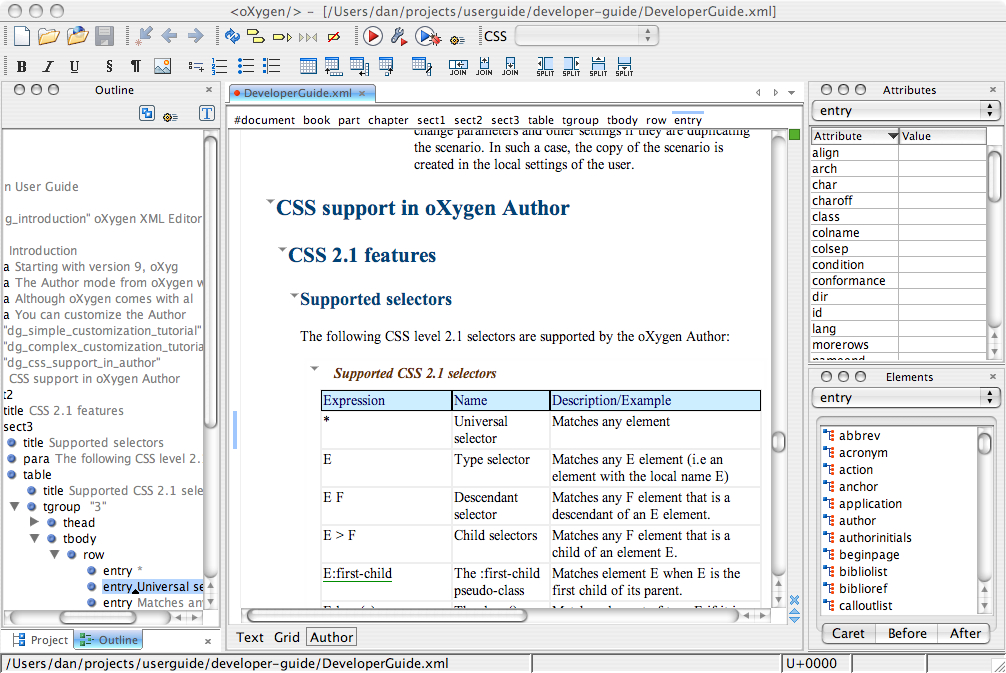 <oXygen/> – [/Users/dan/projects/userguide/developer-guide/DeveloperGuide.xml]
CSS
B I U § ¶
JOIN JOIN JOIN SPLIT SPLIT SPLIT SPLIT
Outline
T
n User Guide
g_introduction" oXygen XML Editor
Introduction
a Starting with version 9, oXyg
a The Author mode from oXygen w
a Although oXygen comes with al
a You can customize the Author
"dg_simple_customization_tutorial"
"dg_complex_customization_tutoria
"dg_css_support_in_author"
CSS support in oXygen Author
t2
title CSS 2.1 features
sect3
title Supported selectors
para The following CSS level 2.
table
title Supported CSS 2.1 sele
tgroup "3"
thead
tbody
row
entry *
entry Universal se
entry Matches an
Project
Outline
DeveloperGuide.xml
#document book part chapter sect1 sect2 sect3 table tgroup tbody row entry
change parameters and other settings if they are duplicating
the scenario. In such a case, the copy of the scenario is
created in the local settings of the user.
CSS support in oXygen Author
CSS 2.1 features
Supported selectors
The following CSS level 2.1 selectors are supported by the oXygen Author:
Supported CSS 2.1 selectors
Expression Name Description/Example
* Universal selector Matches any element
E Type selector Matches any E element (i.e an
element with the local name E)
E F Descendant selector Matches any F element that is a
descendant of an E element.
E > F Child selectors Matches any F element that is a
child of an element E.
E:first-child The :first-child pseudo-class Matches element E when E is the
first child of its parent.
Text Grid Author
Attributes
entry
Attribute Value
align
arch
char
charoff
class
colname
colsep
condition
conformance
dir
id
lang
morerows
nameend
Elements
entry
abbrev
acronym
action
anchor
application
author
authorinitials
beginpage
bibliolist
biblioref
calloutlist
Caret Before After
/Users/dan/projects/userguide/developer-guide/DeveloperGuide.xml
U+0000